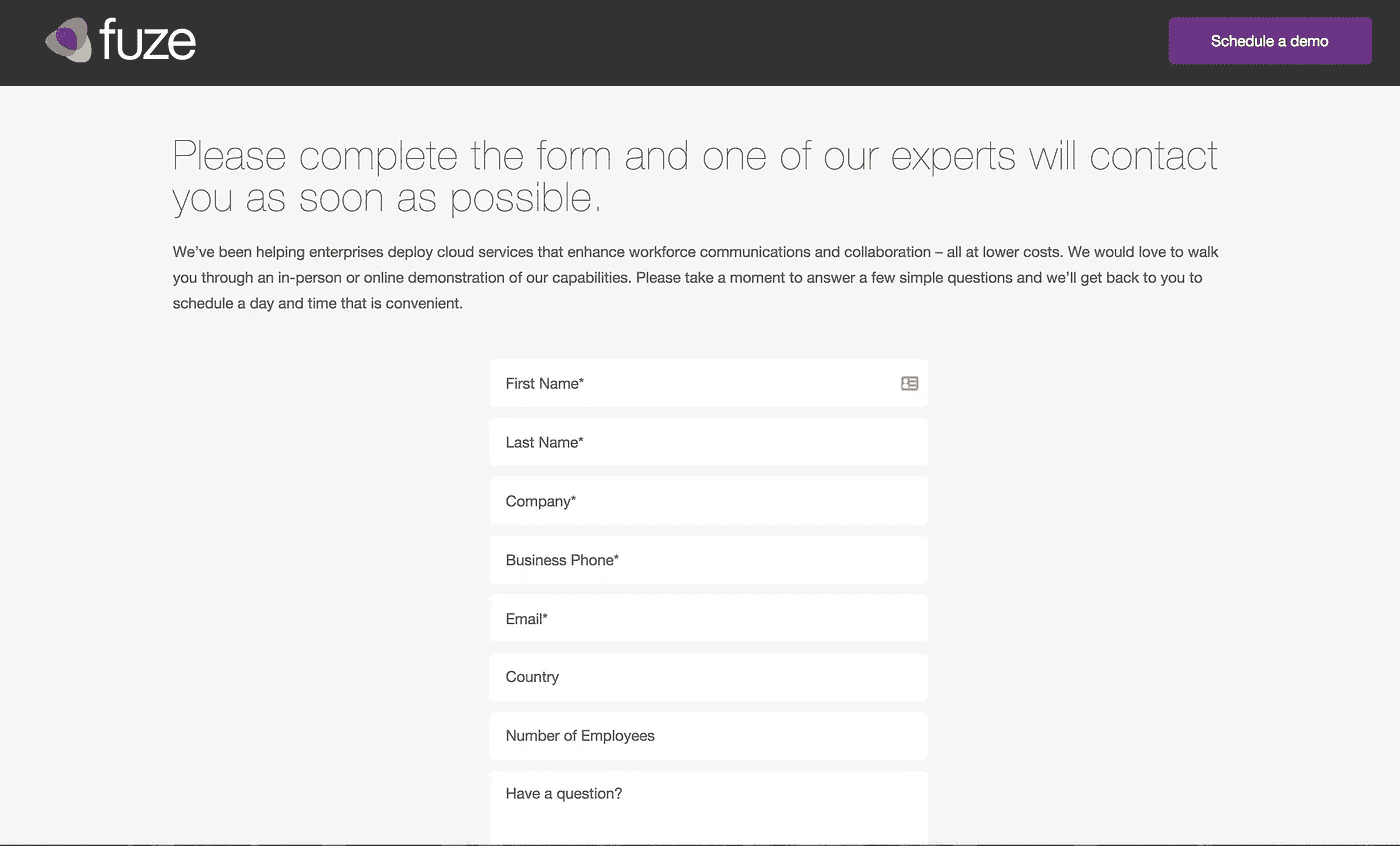 fuze
Schedule a demo
Please complete the form and one of our experts will contact
you as soon as possible.
We’ve been helping enterprises deploy cloud services that enhance workforce communications and collaboration – all at lower costs. We would love to walk
you through an in-person or online demonstration of our capabilities. Please take a moment to answer a few simple questions and we’ll get back to you to
schedule a day and time that is convenient.
First Name*
Last Name*
Company*
Business Phone*
Email*
Country
Number of Employees
Have a question?